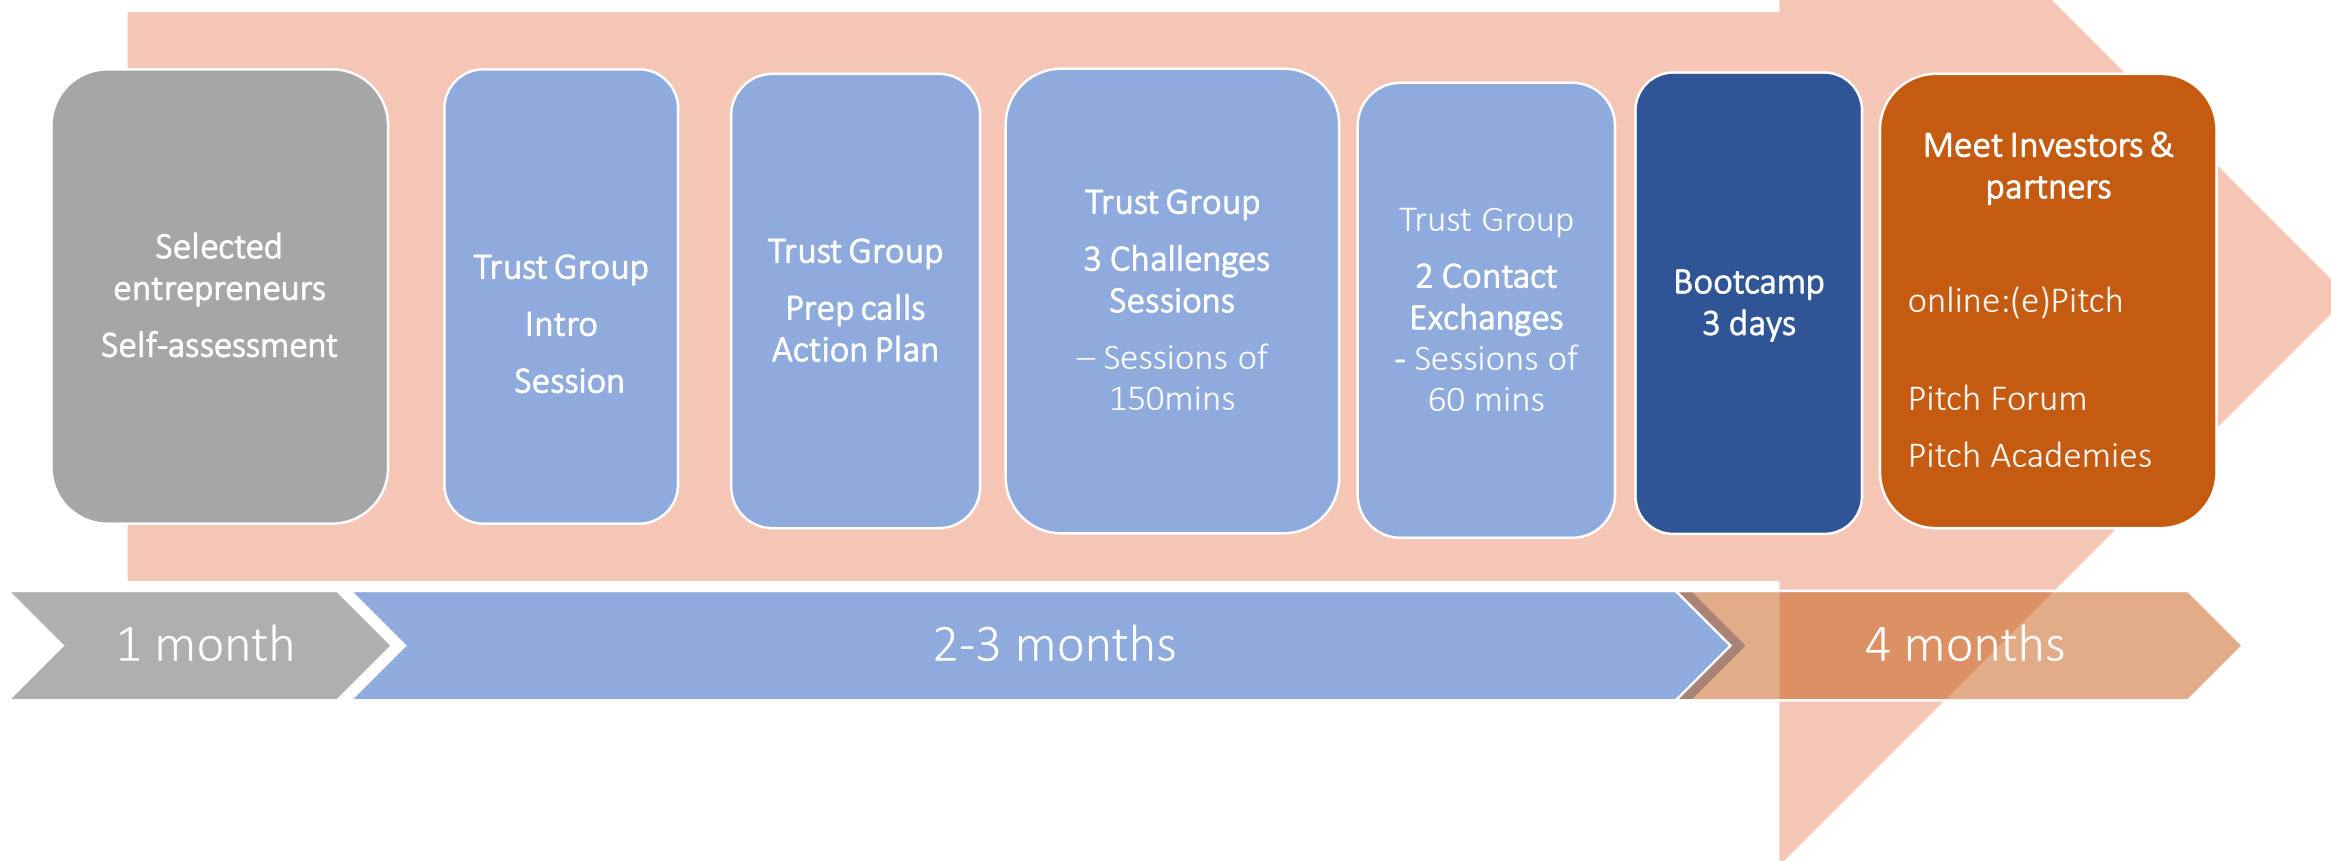 Selected
entrepreneurs
Self-assessment
Trust Group
Intro
Session
Trust Group
Prep calls
Action Plan
Trust Group
3 Challenges
Sessions
– Sessions of
150mins
Trust Group
2 Contact
Exchanges
- Sessions of
60 mins
Bootcamp
3 days
Meet Investors &
partners
online:(e)Pitch
Pitch Forum
Pitch Academies
1 month
2-3 months
4 months